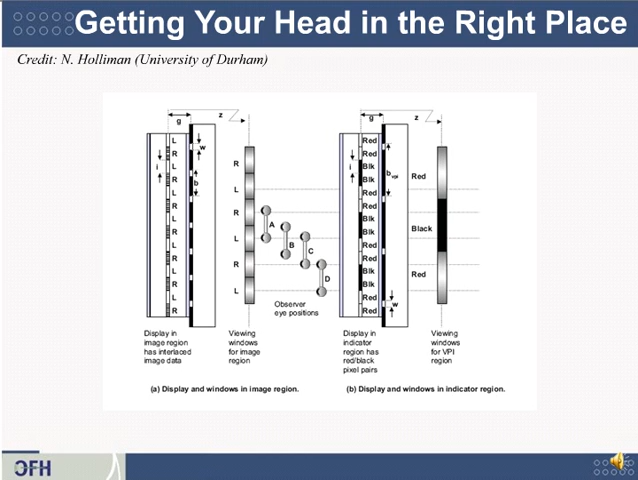 Getting Your Head in the Right Place
Credit: N. Holliman (University of Durham)
g
z
L
R
L
R
L
R
L
R
L
R
L
R
L
R
i
w
b
R
L
R
L
R
L
A
B
C
D
Observer
eye positions
Display in
image region
has interlaced
image data
Viewing
windows
for image
region
(a) Display and windows in image region.
g
z
Red
Red
Blk
Blk
Red
Red
Blk
Blk
Red
Red
Blk
Blk
Red
Red
i
b vpi
w
Red
Black
Red
Display in
indicator
region has
red/black
pixel pairs
Viewing
windows
for VPI
region
(b) Display and windows in indicator region.
OFH